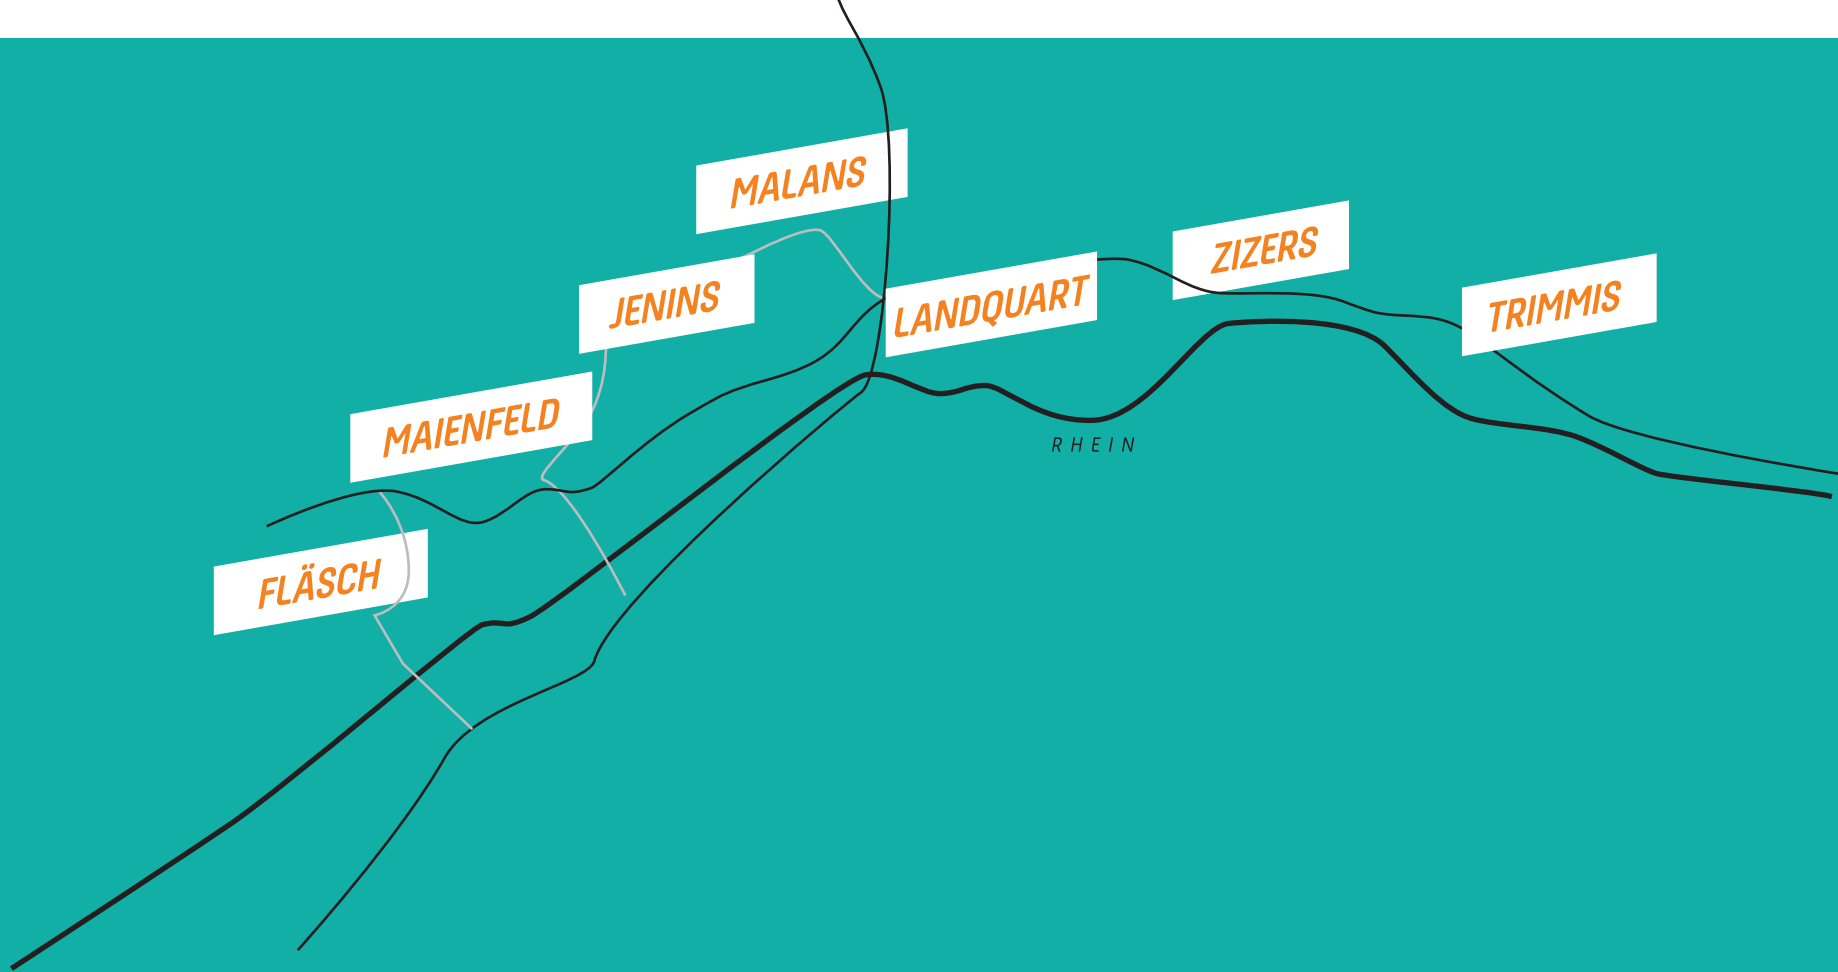 MALANS
ZIZERS
JENINS
LANDQUART
TRIMMIS
MAIENFELD
RHEIN
FLÄSCH